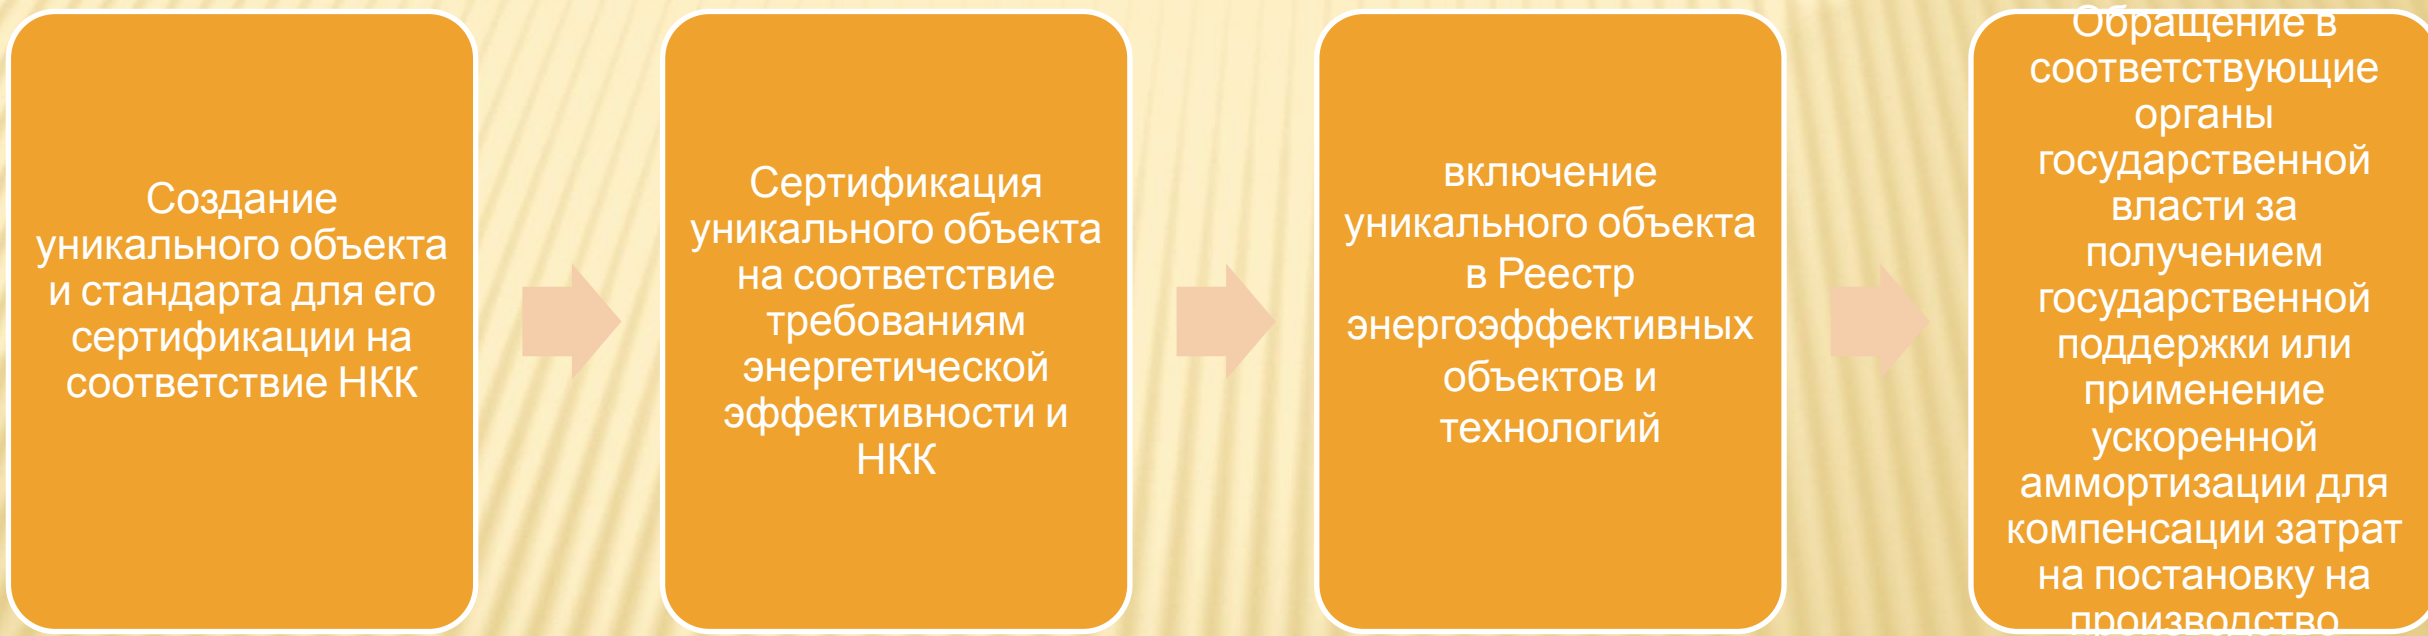 Создание
уникального объекта
и стандарта для его
сертификации на
соответствие НКК
Сертификация
уникального объекта
на соответствие
требованиям
энергетической
эффективности и
НКК
включение
уникального объекта
в Реестр
энергоэффективных
объектов и
технологий
Обращение в
соответствующие
органы
государственной
власти за
получением
государственной
поддержки или
применение
ускоренной
аммортизации для
компенсации затрат
на постановку на
производство